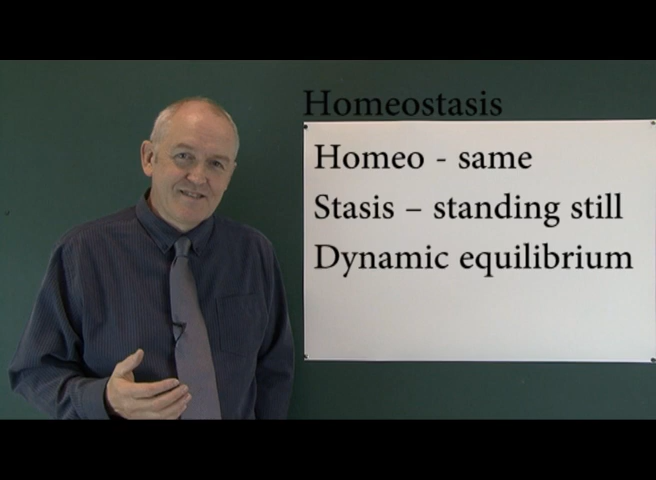 Homeostasis
Homeo - same
Stasis – standing still
Dynamic equilibrium